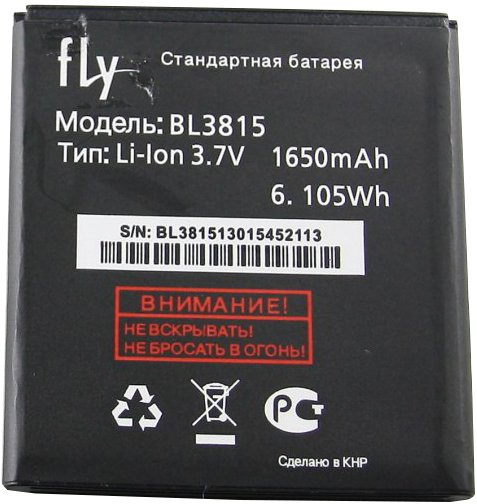 fly Стандартная батарея
Модель: BL3815
Тип: Li-Ion 3.7V 1650mAh
6. 105Wh
S/N: BL381513015452113
ВНИМАНИЕ!
НЕ ВСКРЫВАТЬ!
НЕ БРОСАТЬ В ОГОНЬ!
Сделано в КНР